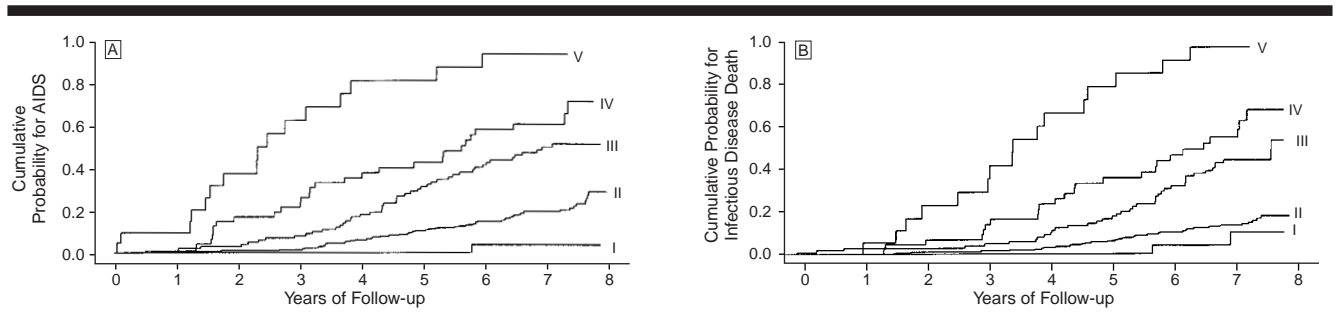 A
Cumulative
Probability for AIDS
1.0
0.8
0.6
0.4
0.2
0.0
V
IV
III
II
I
0 1 2 3 4 5 6 7 8
Years of Follow-up
B
Cumulative Probability for
Infectious Disease Death
1.0
0.8
0.6
0.4
0.2
0.0
V
IV
III
II
I
0 1 2 3 4 5 6 7 8
Years of Follow-up